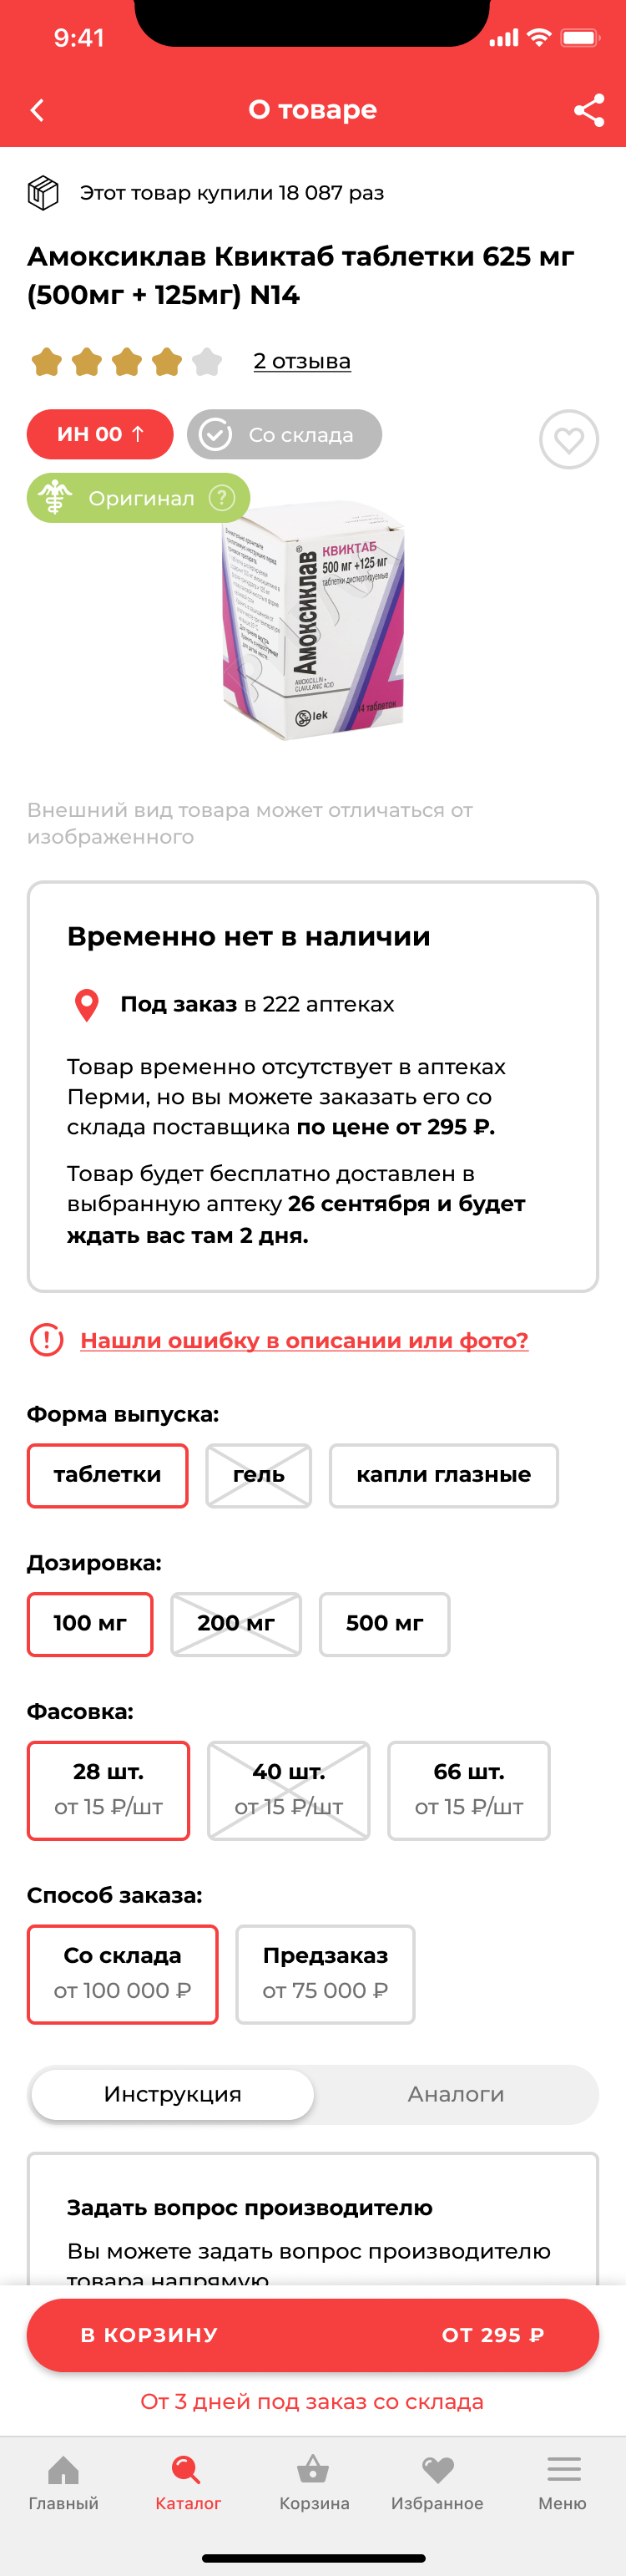 9:41
О товаре
Этот товар купили 18 087 раз
Амоксиклав Квиктаб таблетки 625 мг
(500мг + 125мг) N14
2 отзыва
ИН 00 ↑
Со склада
Оригинал ?
Амоксиклав®
КВИКТАБ
500 мг +125 мг
таблетки диспергируемые
AMOXICILLIN +
CLAVULANIC ACID
lek
14 таблеток
Внешний вид товара может отличаться от
изображенного
Временно нет в наличии
Под заказ в 222 аптеках
Товар временно отсутствует в аптеках
Перми, но вы можете заказать его со
склада поставщика по цене от 295 ₽.
Товар будет бесплатно доставлен в
выбранную аптеку 26 сентября и будет
ждать вас там 2 дня.
Нашли ошибку в описании или фото?
Форма выпуска:
таблетки
гель
капли глазные
Дозировка:
100 мг
200 мг
500 мг
Фасовка:
28 шт.
от 15 ₽/шт
40 шт.
от 15 ₽/шт
66 шт.
от 15 ₽/шт
Способ заказа:
Со склада
от 100 000 ₽
Предзаказ
от 75 000 ₽
Инструкция
Аналоги
Задать вопрос производителю
Вы можете задать вопрос производителю
товара напрямую
В КОРЗИНУ
ОТ 295 ₽
От 3 дней под заказ со склада
Главный
Каталог
Корзина
Избранное
Меню